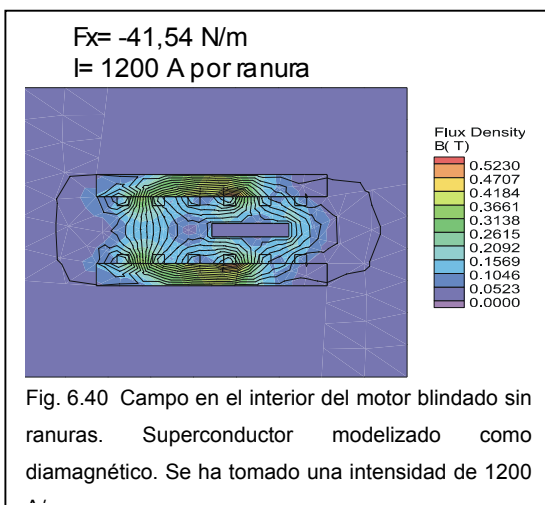 Fx= -41,54 N/m
I= 1200 A por ranura
Flux Density
B( T)
0.5230
0.4707
0.4184
0.3661
0.3138
0.2615
0.2092
0.1569
0.1046
0.0523
0.0000
Fig. 6.40 Campo en el interior del motor blindado sin
ranuras. Superconductor modelizado como
diamagnético. Se ha tomado una intensidad de 1200